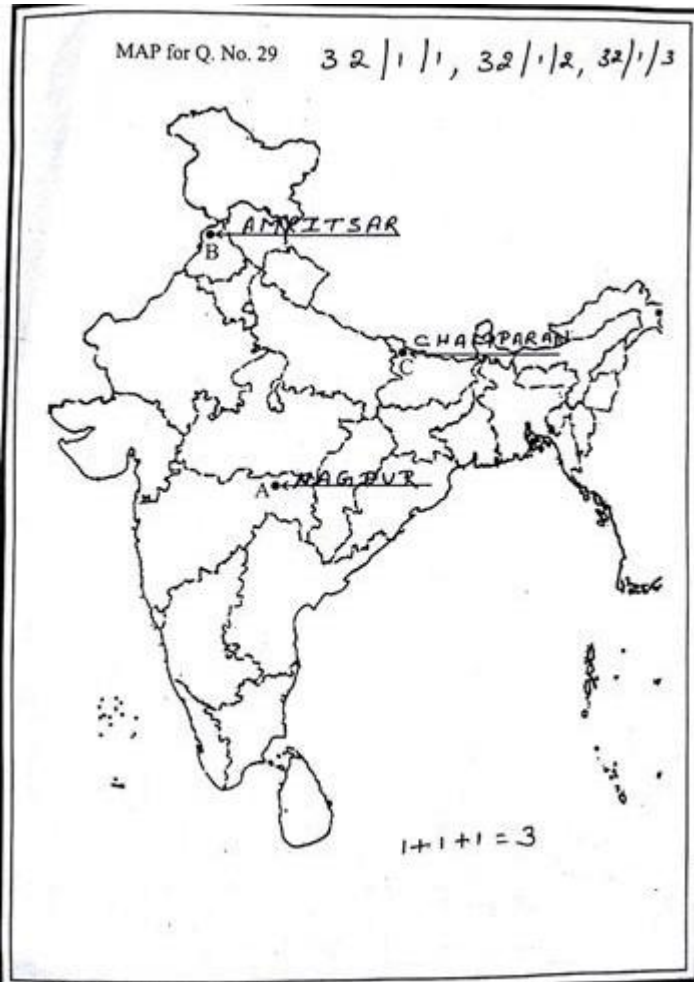 MAP for Q. No. 29 32/1/1, 32/1/2, 32/1/3
AMRITSAR
B
CHAMPARAN
C
NAGPUR
A
1+1+1=3